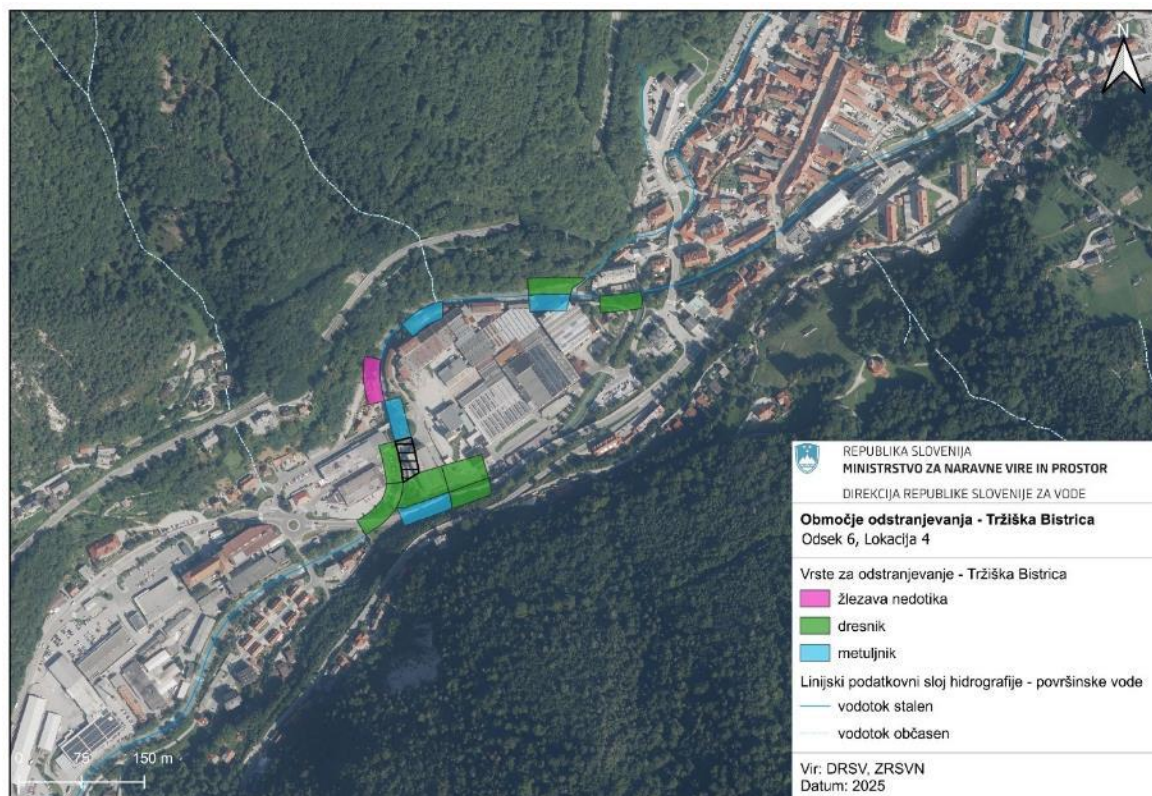 N
REPUBLIKA SLOVENIJA
MINISTRSTVO ZA NARAVNE VIRE IN PROSTOR
DIREKCIJA REPUBLIKE SLOVENIJE ZA VODE
Območje odstranjevanja - Tržiška Bistrica
Odsek 6, Lokacija 4
Vrste za odstranjevanje - Tržiška Bistrica
žlezava nedotika
dresnik
metuljnik
Linijski podatkovni sloj hidrografije - površinske vode
vodotok stalen
vodotok občasen
Vir: DRSV, ZRSVN
Datum: 2025
0 75 150 m